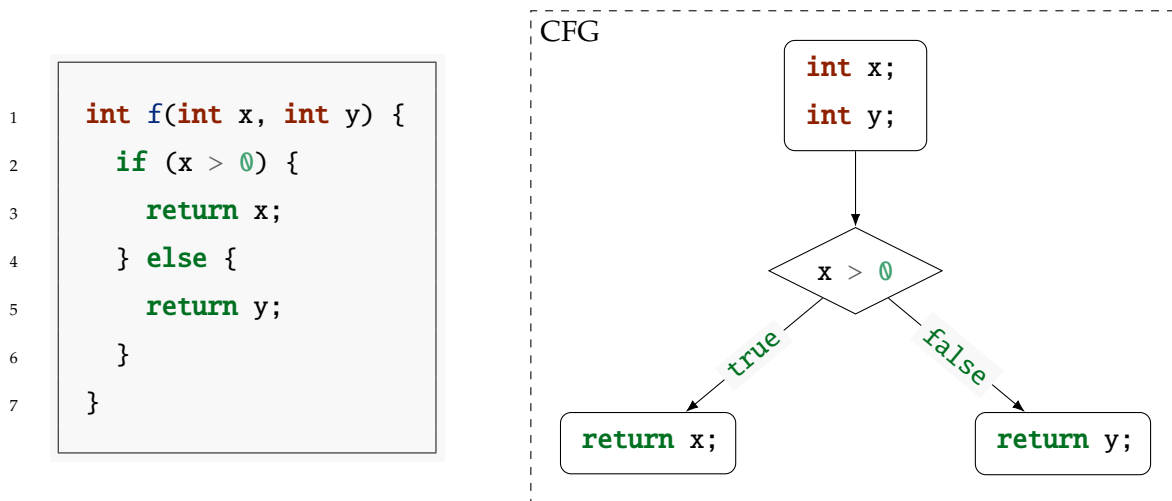 1 int f(int x, int y) {
2   if (x > 0) {
3     return x;
4   } else {
5     return y;
6   }
7 }
CFG
int x;
int y;
x > 0
true
false
return x;
return y;